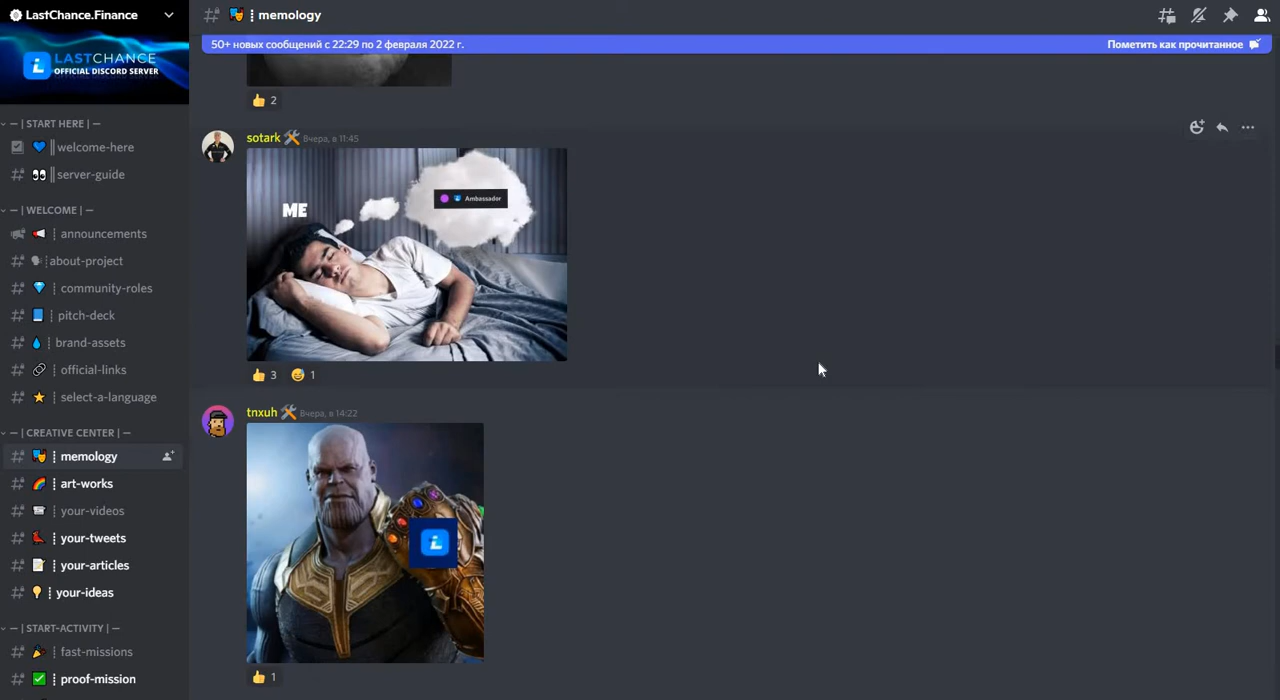 LastChance.Finance
LASTCHANCE
OFFICIAL DISCORD SERVER
— | START HERE | —
welcome-here
server-guide
— | WELCOME | —
announcements
about-project
community-roles
pitch-deck
brand-assets
official-links
select-a-language
— | CREATIVE CENTER | —
memology
art-works
your-videos
your-tweets
your-articles
your-ideas
— | START-ACTIVITY | —
fast-missions
proof-mission
memology
50+ новых сообщений с 22:29 по 2 февраля 2022 г.
Пометить как прочитанное
2
sotark Вчера, в 11:45
ME
Ambassador
3 1
tnxuh Вчера, в 14:22
1